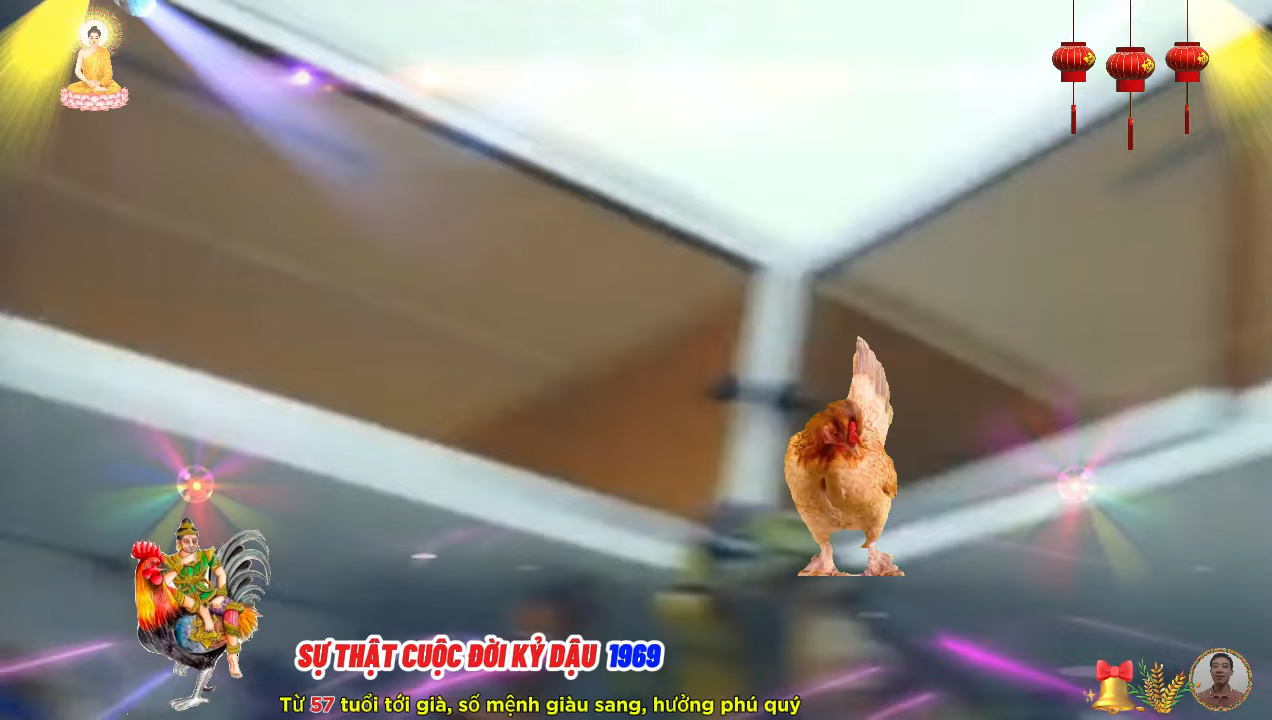 SỰ THẬT CUỘC ĐỜI KỶ DẬU 1969
Từ 57 tuổi tới già, số mệnh giàu sang, hưởng phú quý